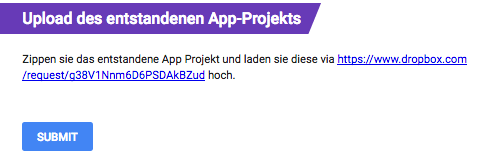 Upload des entstandenen App-Projekts
Zippen sie das entstandene App Projekt und laden sie diese via https://www.dropbox.com
/request/g38V1Nnm6D6PSDAkBZud hoch.
SUBMIT